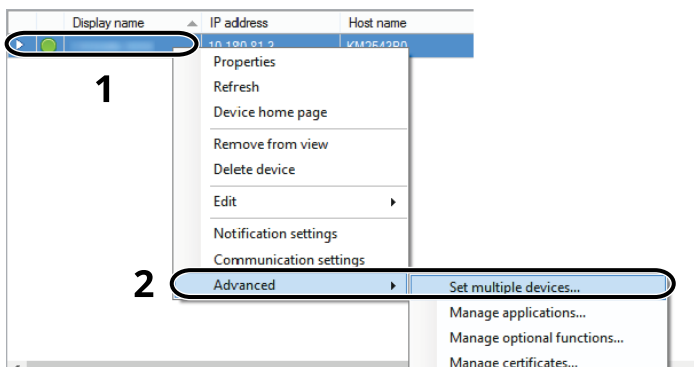 Display name IP address Host name
10.180.81.3 KM2543B0
1
Properties
Refresh
Device home page
Remove from view
Delete device
Edit
Notification settings
Communication settings
2 Advanced Set multiple devices...
Manage applications...
Manage optional functions...
Manage certificates...